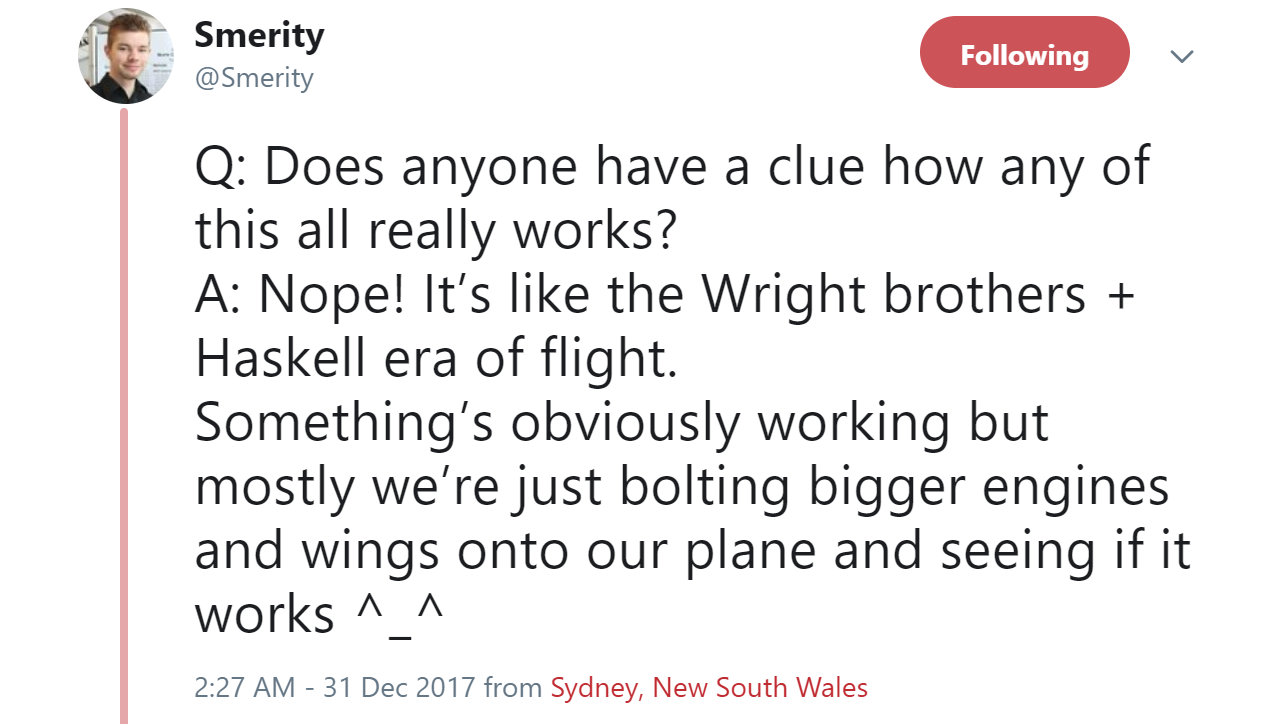 Smerity
@Smerity
Following
Q: Does anyone have a clue how any of
this all really works?
A: Nope! It’s like the Wright brothers +
Haskell era of flight.
Something’s obviously working but
mostly we’re just bolting bigger engines
and wings onto our plane and seeing if it
works ^_^
2:27 AM - 31 Dec 2017 from Sydney, New South Wales